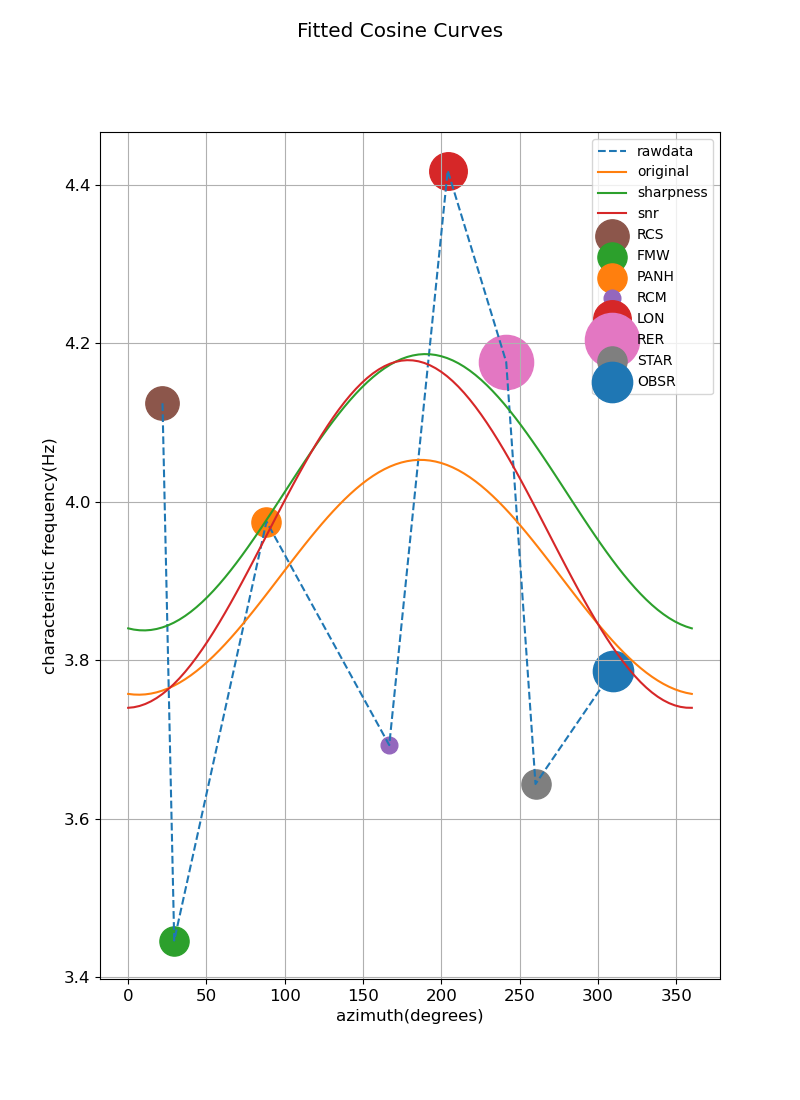 Fitted Cosine Curves
characteristic frequency(Hz)
4.4
4.2
4.0
3.8
3.6
3.4
rawdata
original
sharpness
snr
RCS
FMW
PANH
RCM
LON
RER
STAR
OBSR
0 50 100 150 200 250 300 350
azimuth(degrees)